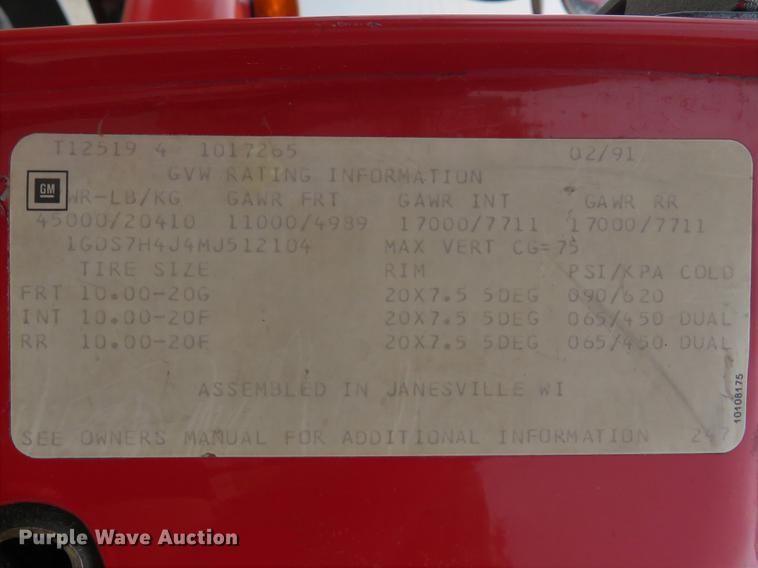 T12519 4 1017265 02/91
GVW RATING INFORMATION
GM
WR-LB/KG GAWR FRT GAWR INT GAWR RR
45000/20410 11000/4989 17000/7711 17000/7711
1GDS7H4J4MJ512104 MAX VERT CG=75
TIRE SIZE RIM PSI/KPA COLD
FRT 10.00-20G 20X7.5 5DEG 090/620
INT 10.00-20F 20X7.5 5DEG 065/450 DUAL
RR 10.00-20F 20X7.5 5DEG 065/450 DUAL
ASSEMBLED IN JANESVILLE WI
10108175
SEE OWNERS MANUAL FOR ADDITIONAL INFORMATION 247
Purple Wave Auction